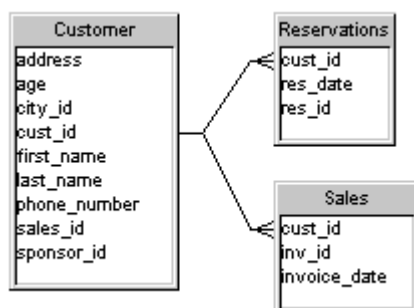 Customer
address
age
city_id
cust_id
first_name
last_name
phone_number
sales_id
sponsor_id
Reservations
cust_id
res_date
res_id
Sales
cust_id
inv_id
invoice_date